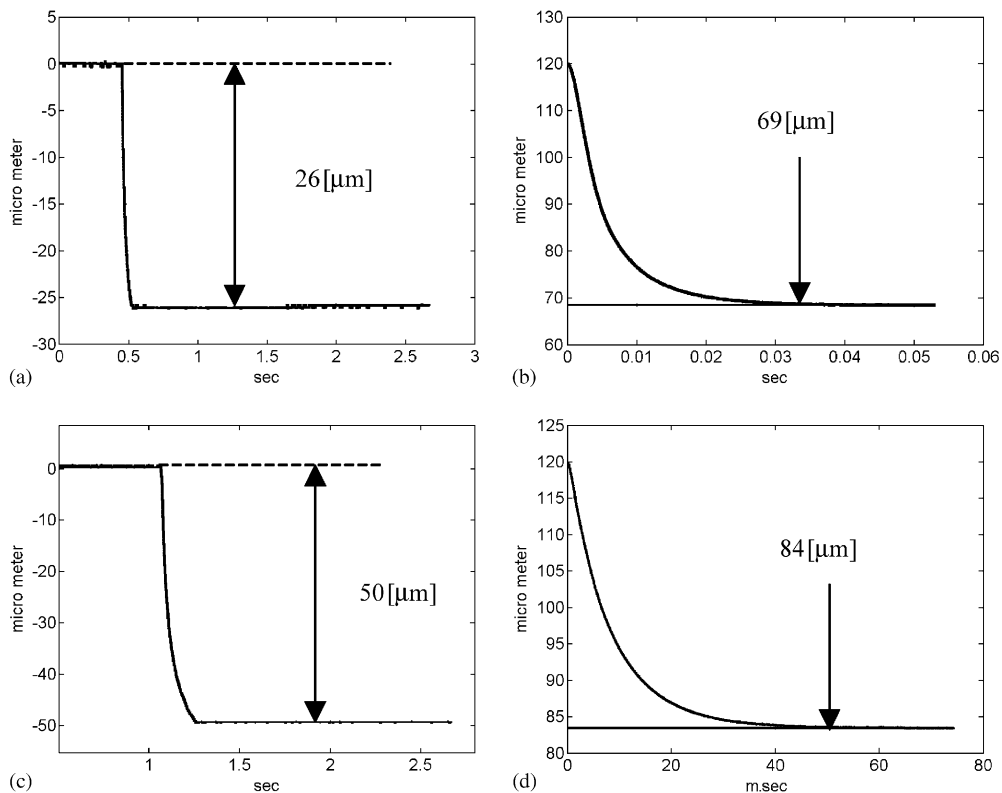 5
0
-5
-10
-15
-20
-25
-30
0 0.5 1 1.5 2 2.5 3
micro meter
sec
26[µm]
(a)
130
120
110
100
90
80
70
60
0 0.01 0.02 0.03 0.04 0.05 0.06
micro meter
sec
69[µm]
(b)
0
-10
-20
-30
-40
-50
1 1.5 2 2.5
micro meter
sec
50[µm]
(c)
125
120
115
110
105
100
95
90
85
80
0 20 40 60 80
micro meter
m.sec
84[µm]
(d)